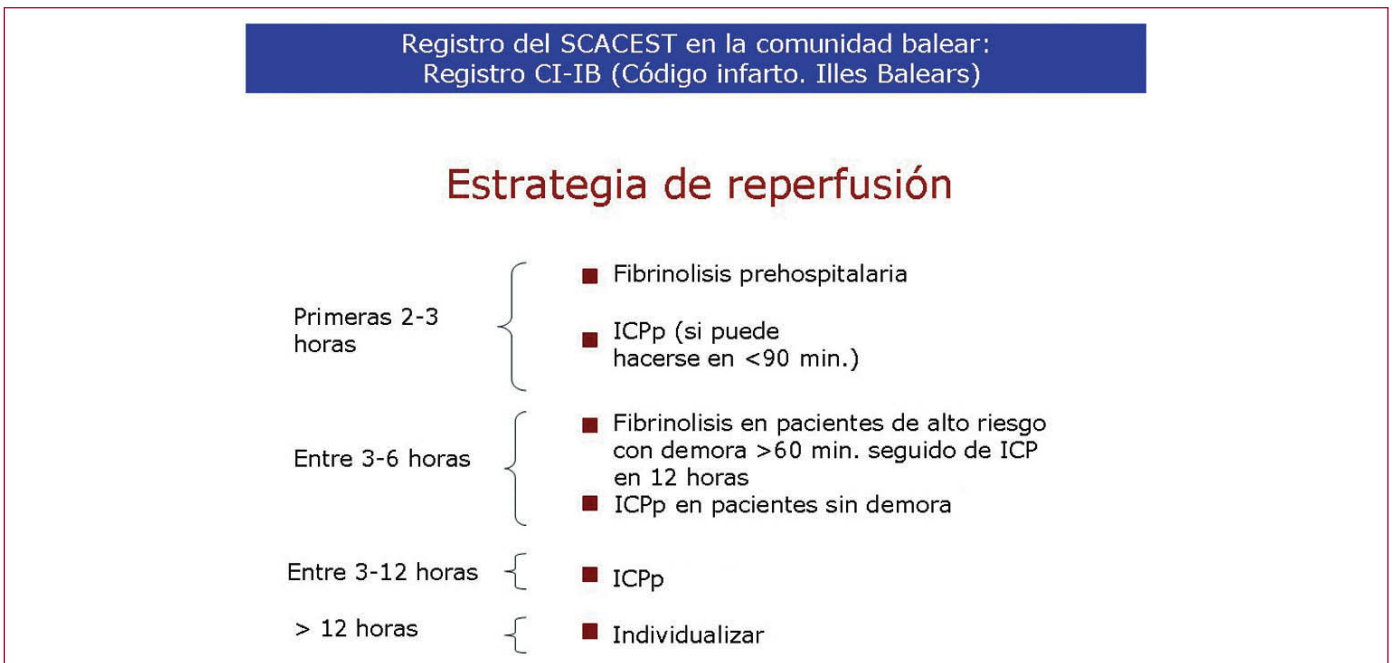 Registro del SCACEST en la comunidad balear:
Registro CI-IB (Código infarto. Illes Balears)
Estrategia de reperfusión
Primeras 2-3
horas
Fibrinolisis prehospitalaria
ICPp (si puede
hacerse en <90 min.)
Entre 3-6 horas
Fibrinolisis en pacientes de alto riesgo
con demora >60 min. seguido de ICP
en 12 horas
ICPp en pacientes sin demora
Entre 3-12 horas
ICPp
> 12 horas
Individualizar